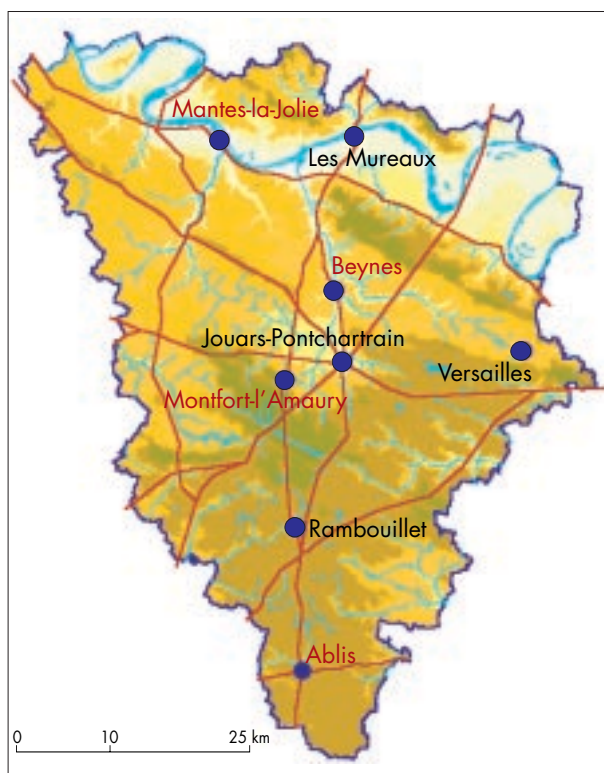 Mantes-la-Jolie
Les Mureaux
Beynes
Jouars-Pontchartrain
Versailles
Montfort-l'Amaury
Rambouillet
Ablis
0 10 25 km